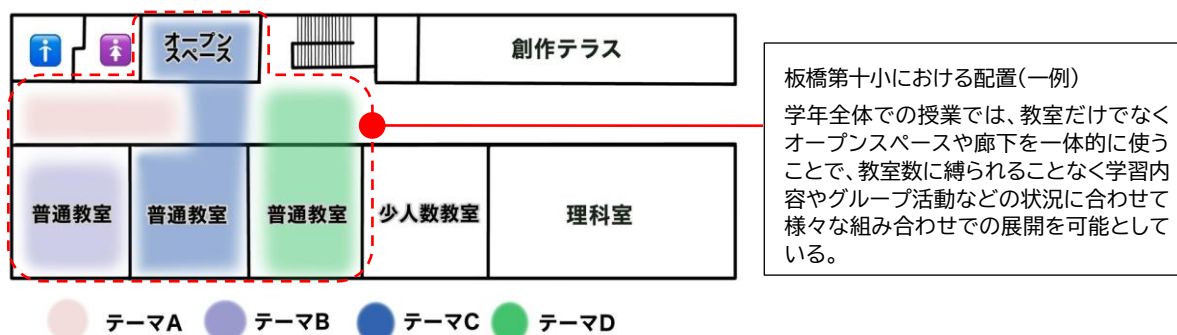 オープン
スペース
創作テラス
普通教室
普通教室
普通教室
少人数教室
理科室
テーマA
テーマB
テーマC
テーマD
板橋第十小における配置(一例)
学年全体での授業では、教室だけでなく
オープンスペースや廊下を一体的に使う
ことで、教室数に縛られることなく学習内
容やグループ活動などの状況に合わせて
様々な組み合わせでの展開を可能として
いる。